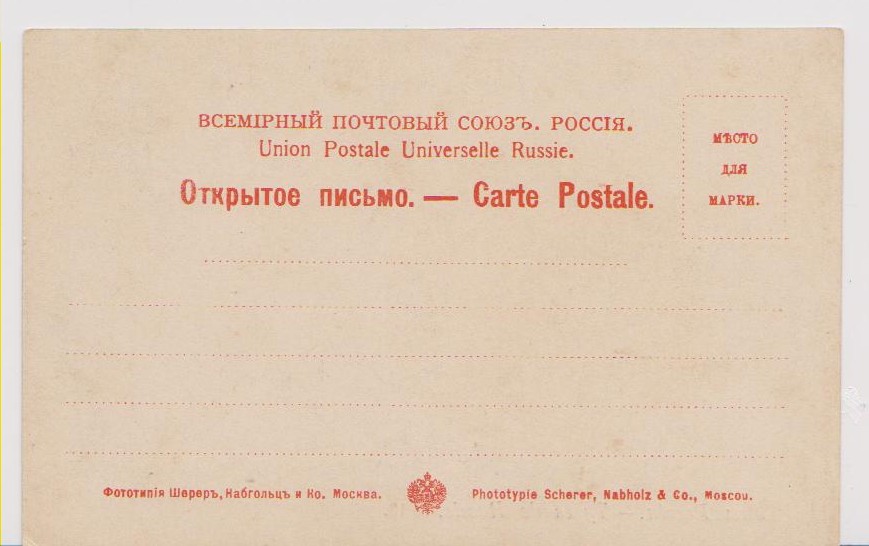 ВСЕМІРНЫЙ ПОЧТОВЫЙ СОЮЗЪ. РОССІЯ.
Union Postale Universelle Russie.
Открытое письмо. — Carte Postale.
МѢСТО
ДЛЯ
МАРКИ.
Фототипія Шереръ, Набгольцъ и Ко. Москва.
Phototypie Scherer, Nabholz & Co., Moscou.